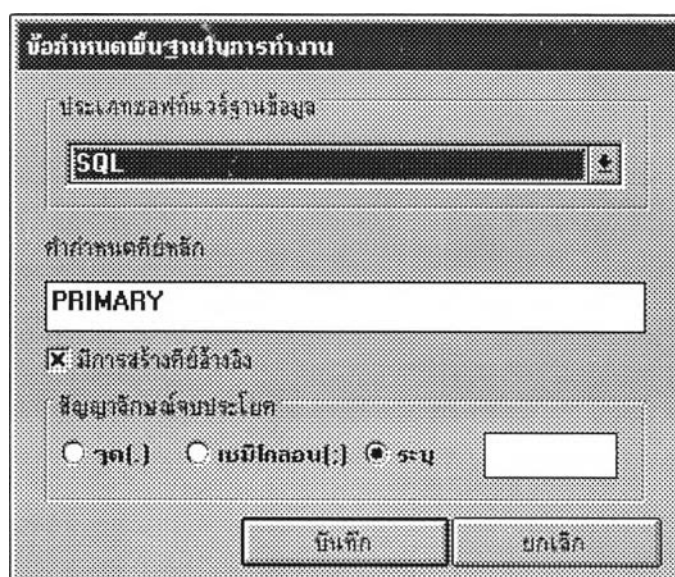 ข้อกำหนดพื้นฐานในการทำงาน
ประเภทซอฟท์แวร์ฐานข้อมูล
SQL
คำกำหนดคีย์หลัก
PRIMARY
มีการสร้างคีย์อ้างอิง
สัญญาลักษณ์จบประโยค
จุด(.) เซมิโคลอน(;) ระบุ
บันทึก ยกเลิก